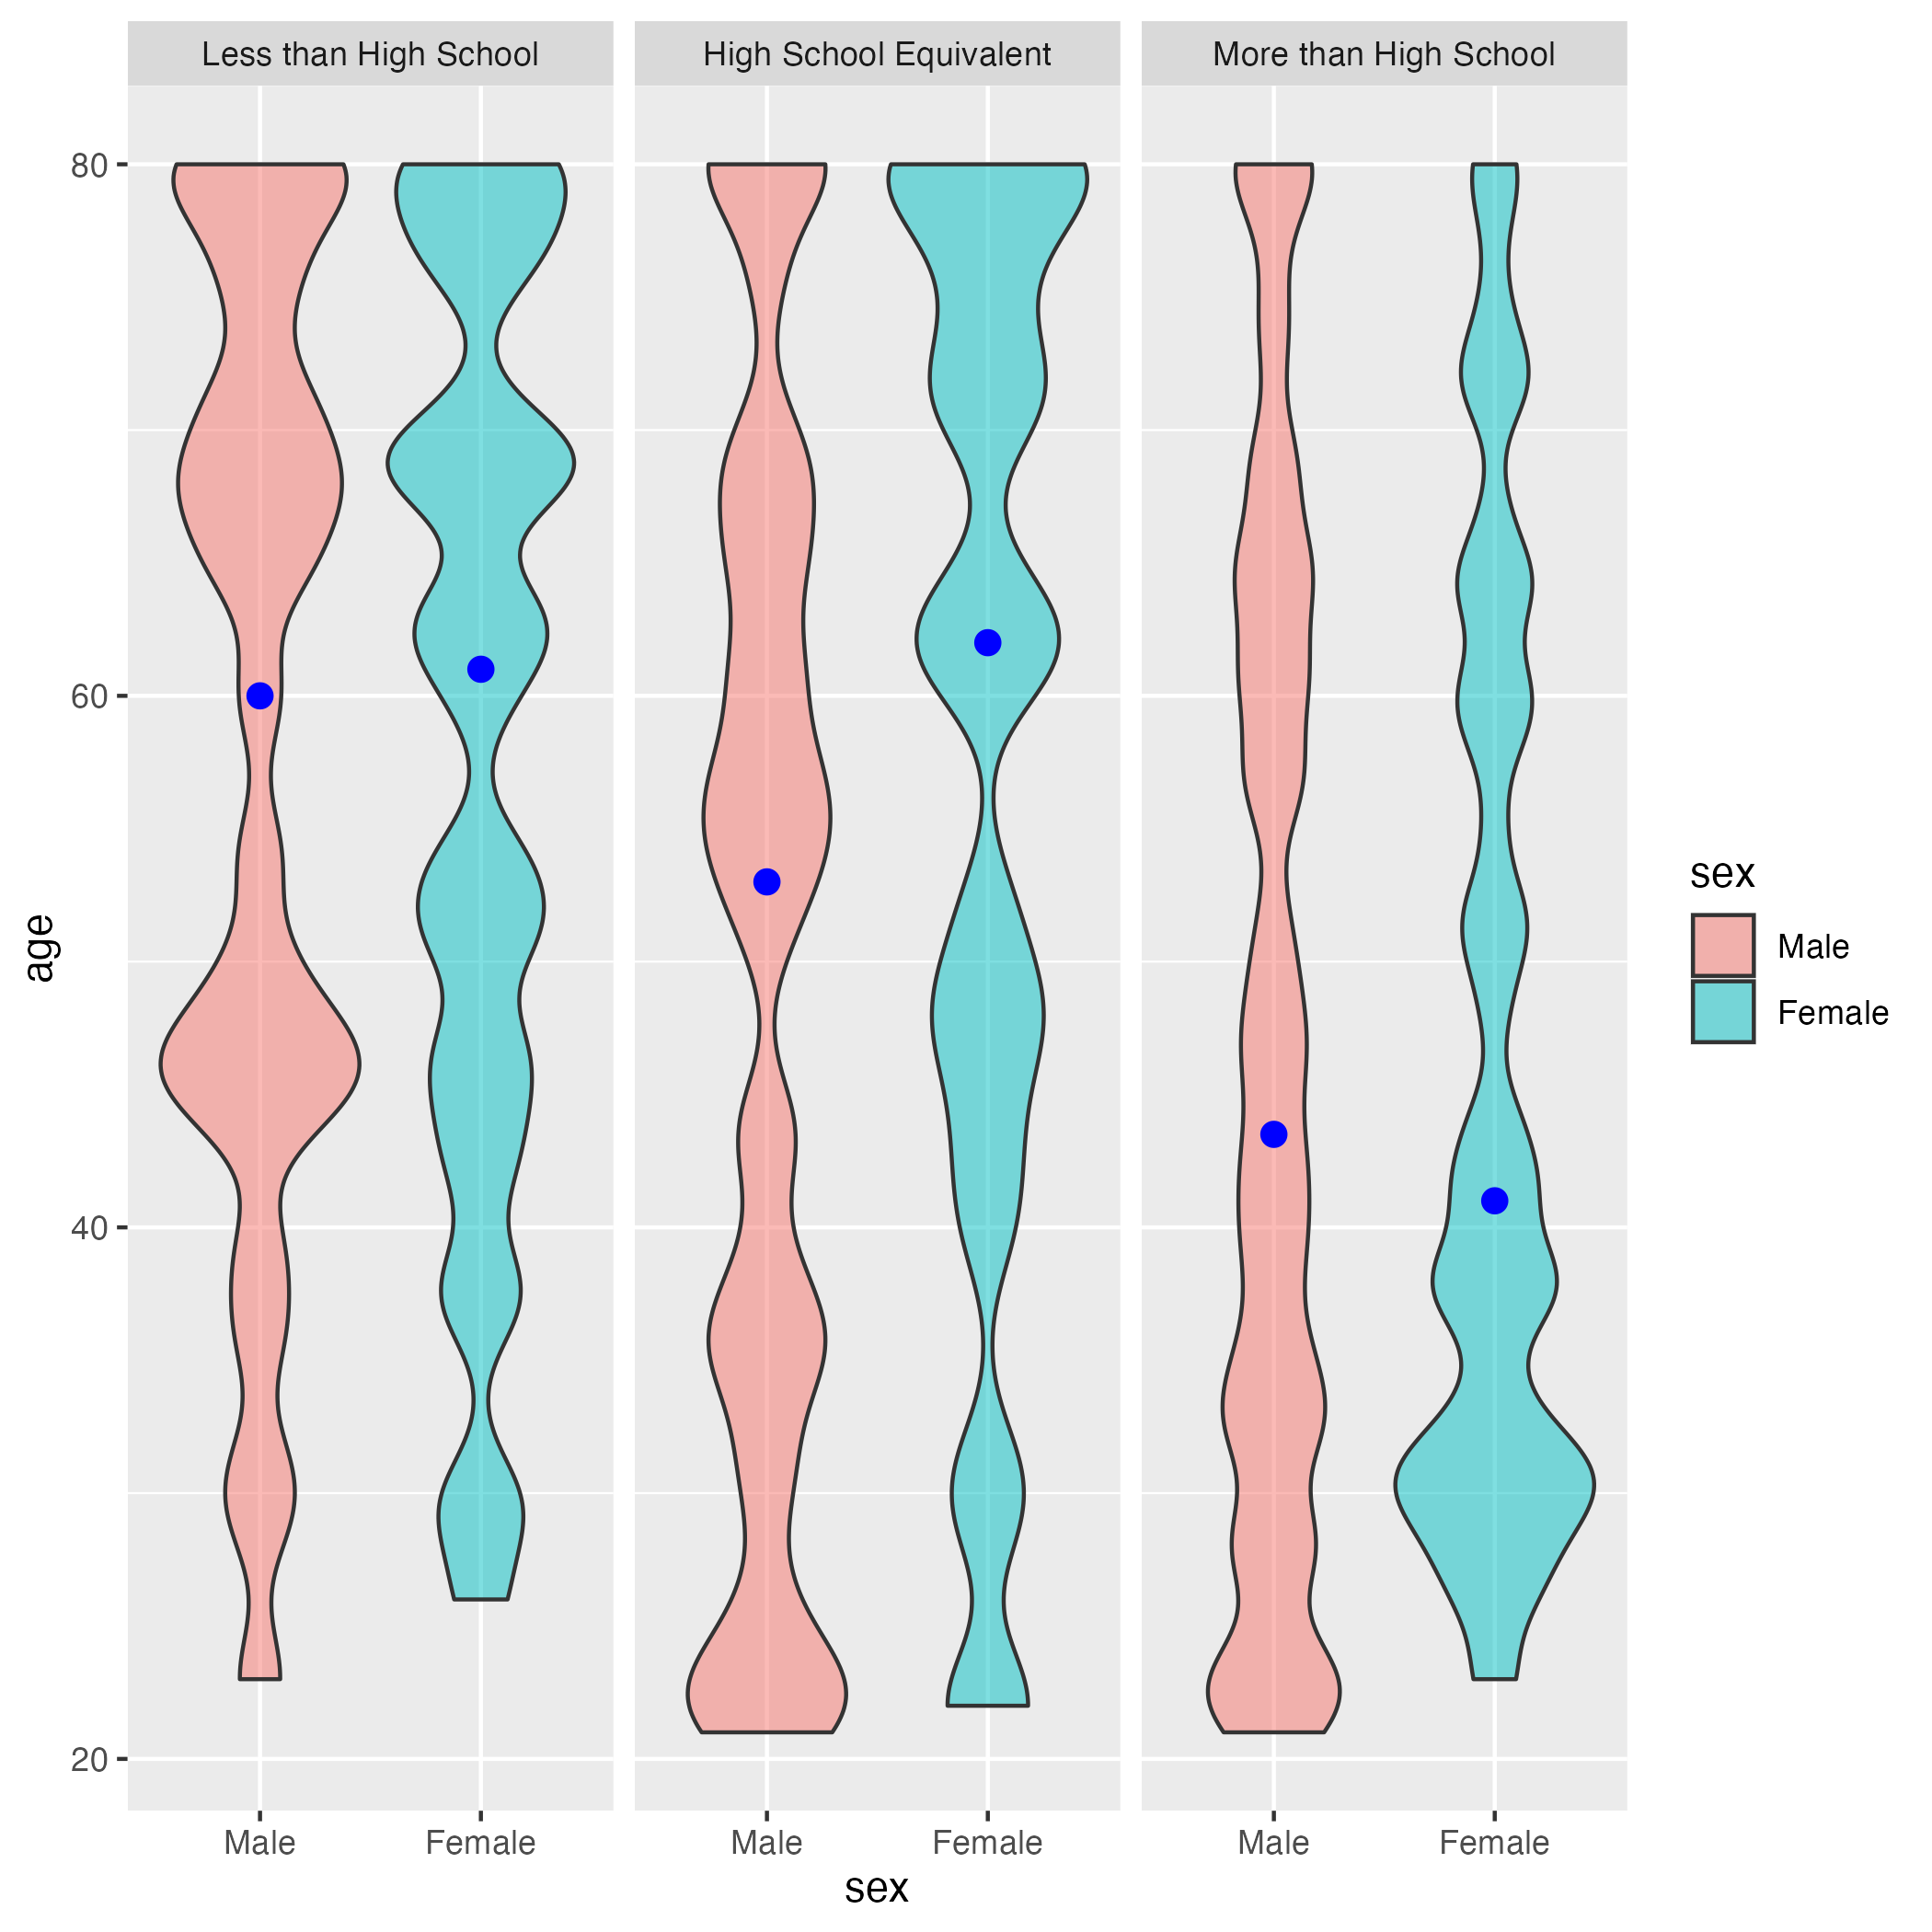 Less than High School
High School Equivalent
More than High School
80
60
40
20
age
Male
Female
Male
Female
Male
Female
sex
sex
Male
Female